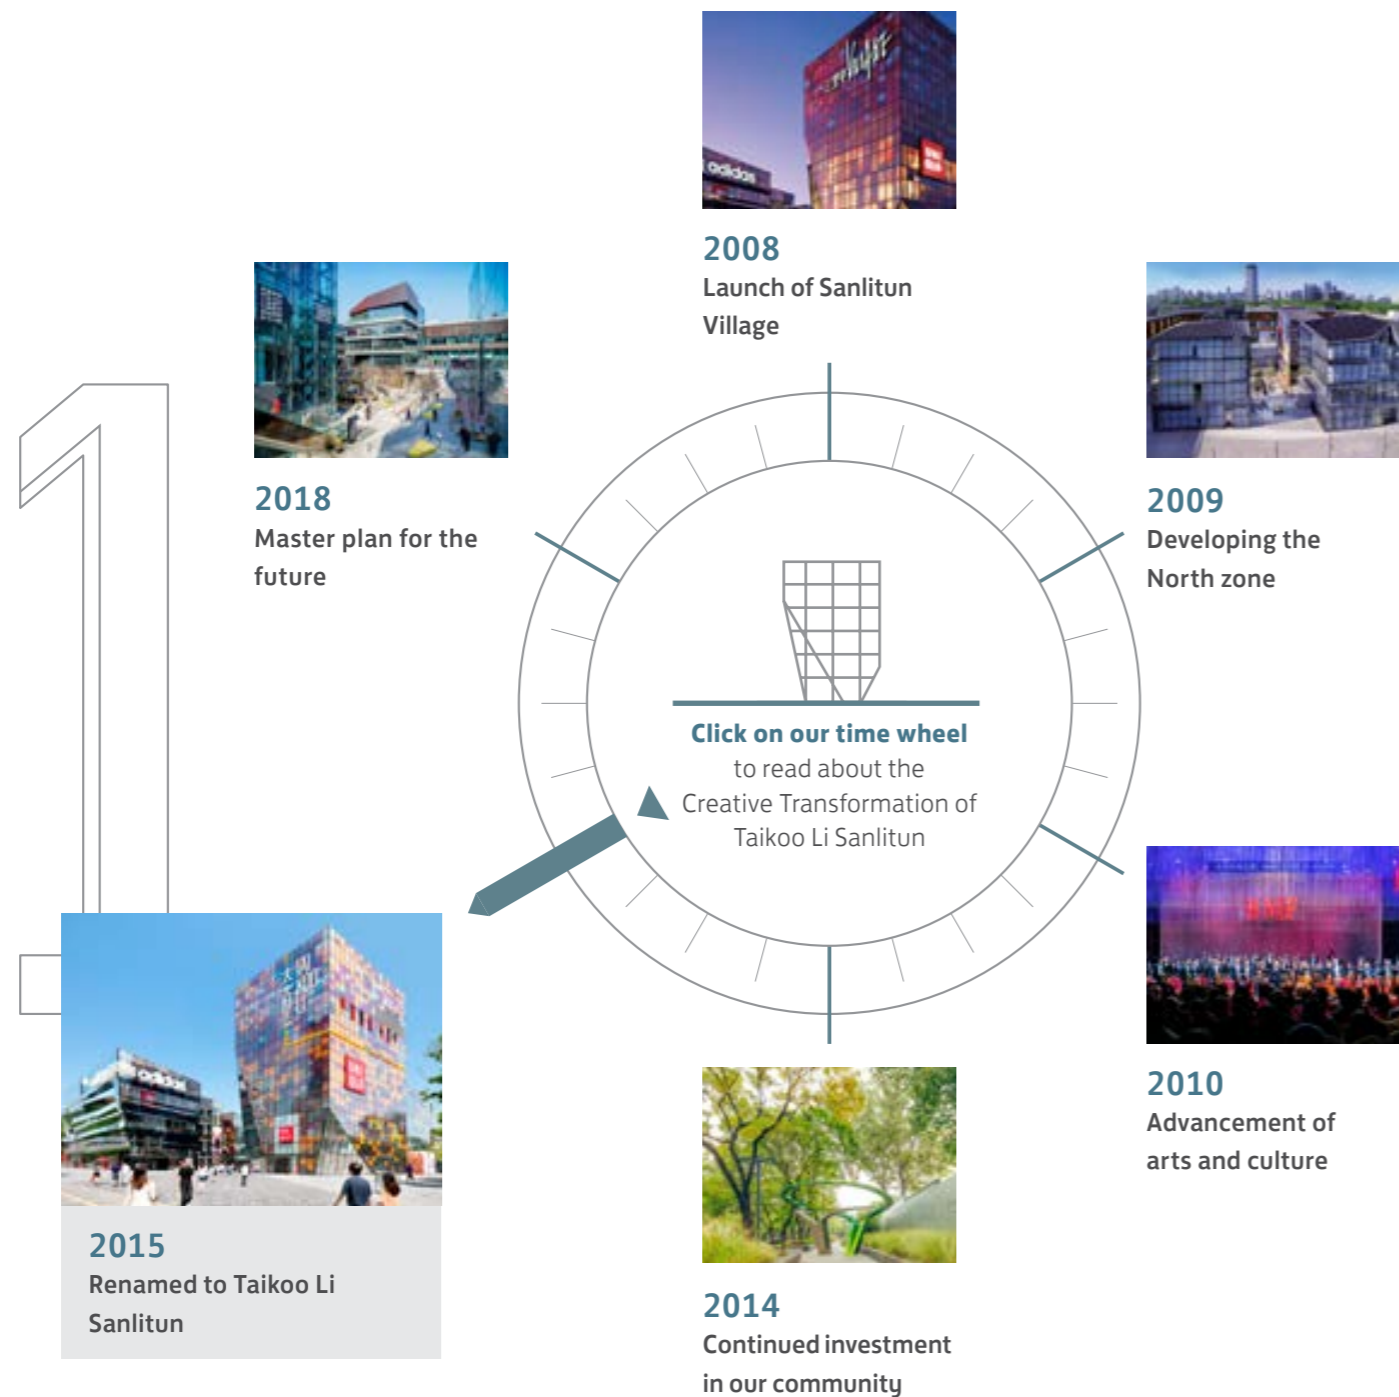 adidas
2008
Launch of Sanlitun
Village
2018
Master plan for the
future
2009
Developing the
North zone
Click on our time wheel
to read about the
Creative Transformation of
Taikoo Li Sanlitun
2010
Advancement of
arts and culture
adidas
2015
Renamed to Taikoo Li
Sanlitun
2014
Continued investment
in our community